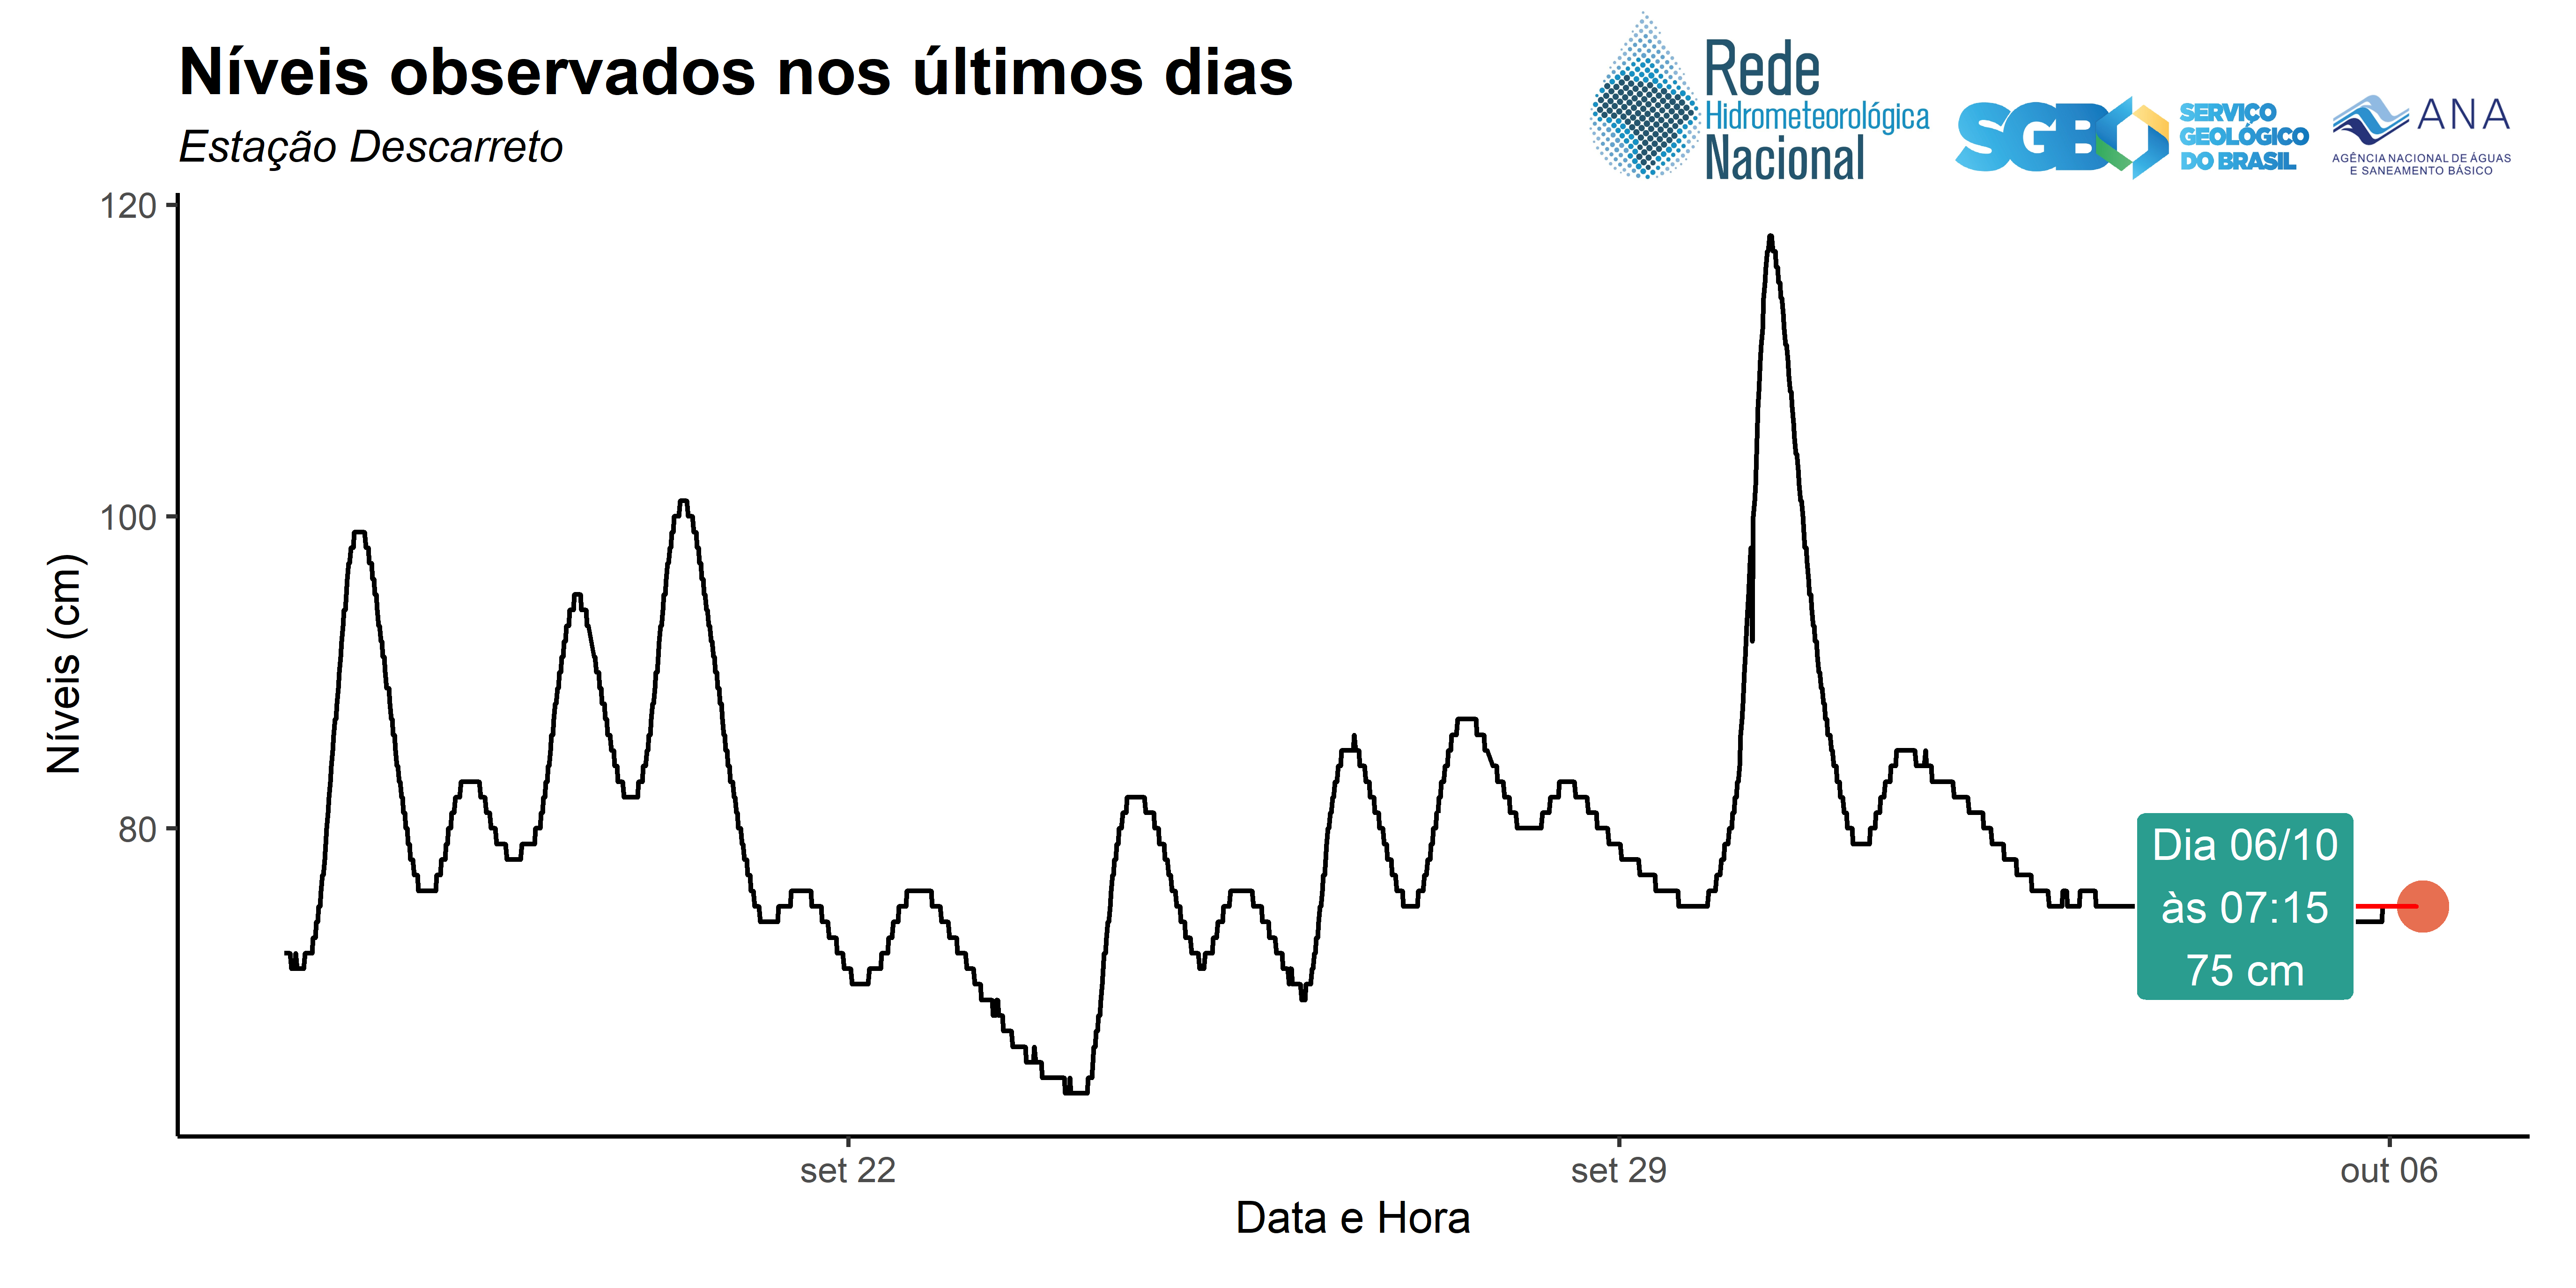 Níveis observados nos últimos dias
Estação Descarreto
Rede
Hidrometeorológica
Nacional
SGB
SERVIÇO
GEOLÓGICO
DO BRASIL
ANA
AGÊNCIA NACIONAL DE ÁGUAS
E SANEAMENTO BÁSICO
120
100
80
Níveis (cm)
Dia 06/10
às 07:15
75 cm
set 22
set 29
out 06
Data e Hora